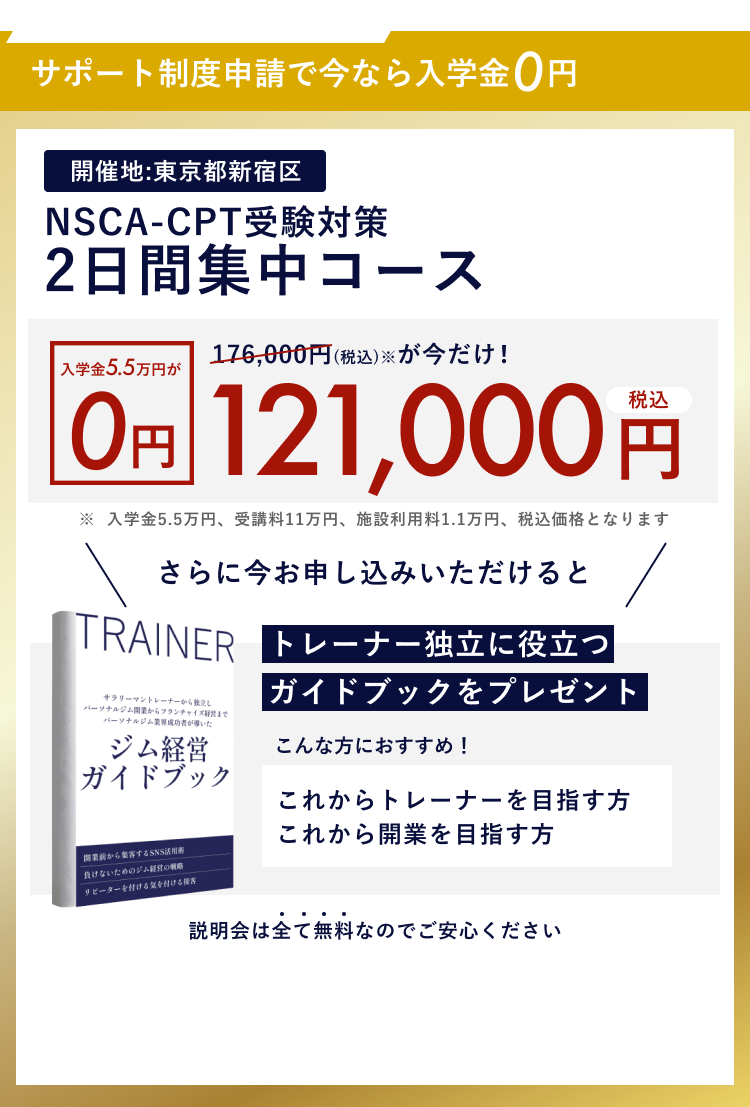 サポート制度申請で今なら入学金0円
開催地:東京都新宿区
NSCA-CPT受験対策
2日間集中コース
入学金5.5万円が
0円
176,000円(税込)※が今だけ!
121,000円
税込
※ 入学金5.5万円、受講料11万円、施設利用料1.1万円、税込価格となります
さらに今お申し込みいただけると
TRAINER
サラリーマントレーナーから独立し
パーソナルジム開業からフランチャイズ経営まで
パーソナルジム業界成功者が導いた
ジム経営
ガイドブック
開業前から集客するSNS活用術
負けないためのジム経営の戦略
リピーターを付ける気を付ける接客
トレーナー独立に役立つ
ガイドブックをプレゼント
こんな方におすすめ！
これからトレーナーを目指す方
これから開業を目指す方
説明会は全て無料なのでご安心ください